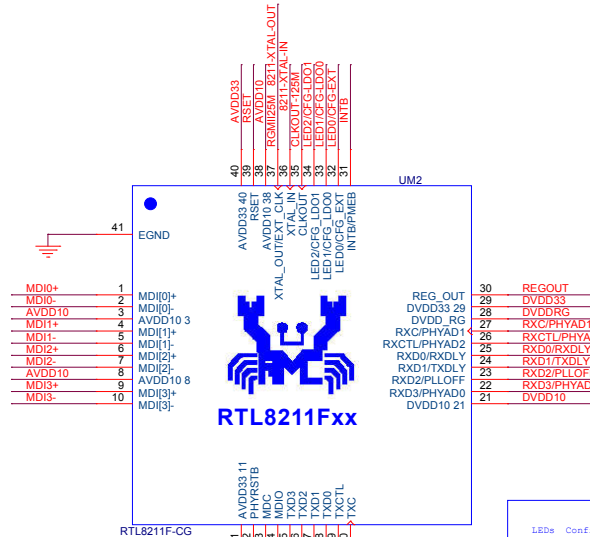 AVDD33
RSET
AVDD10
RGMII25M 8211-XTAL-OUT
8211-XTAL-IN
CLKOUT-125M
LED2/CFG-LDO1
LED1/CFG-LDO0
LED0/CFG-EXT
INTB
40
39
38
37
36
35
34
33
32
31
UM2
AVDD33 40
RSET
AVDD10 38
XTAL_OUT/EXT_CLK
XTAL_IN
CLKOUT
LED2/CFG_LDO1
LED1/CFG_LDO0
LED0/CFG_EXT
INTB/PMEB
41 EGND
MDI0+ 1 MDI[0]+
MDI0- 2 MDI[0]-
AVDD10 3 AVDD10 3
MDI1+ 4 MDI[1]+
MDI1- 5 MDI[1]-
MDI2+ 6 MDI[2]+
MDI2- 7 MDI[2]-
AVDD10 8 AVDD10 8
MDI3+ 9 MDI[3]+
MDI3- 10 MDI[3]-
REG_OUT 30 REGOUT
DVDD33 29 29 DVDD33
DVDD_RG 28 DVDDRG
RXC/PHYAD1 27 RXC/PHYAD1
RXCTL/PHYAD2 26 RXCTL/PHYAD
RXD0/RXDLY 25 RXD0/RXDLY
RXD1/TXDLY 24 RXD1/TXDLY
RXD2/PLLOFF 23 RXD2/PLLOF
RXD3/PHYAD0 22 RXD3/PHYAD
DVDD10 21 21 DVDD10
RTL8211Fxx
AVDD33 11
PHYRSTB
MDC
MDIO
TXD3
TXD2
TXD1
TXD0
TXCTL
TXC
RTL8211F-CG
LEDs Conf